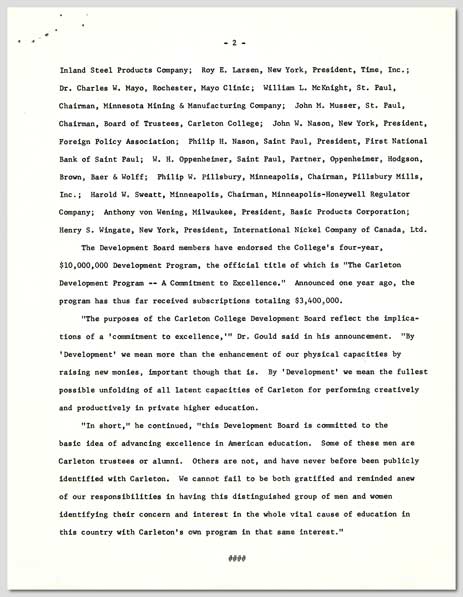 - 2 -
Inland Steel Products Company; Roy E. Larsen, New York, President, Time, Inc.;
Dr. Charles W. Mayo, Rochester, Mayo Clinic; William L. McKnight, St. Paul,
Chairman, Minnesota Mining & Manufacturing Company; John M. Musser, St. Paul,
Chairman, Board of Trustees, Carleton College; John W. Nason, New York, President,
Foreign Policy Association; Philip H. Nason, Saint Paul, President, First National
Bank of Saint Paul; W. H. Oppenheimer, Saint Paul, Partner, Oppenheimer, Hodgson,
Brown, Baer & Wolff; Philip W. Pillsbury, Minneapolis, Chairman, Pillsbury Mills,
Inc.; Harold W. Sweatt, Minneapolis, Chairman, Minneapolis-Honeywell Regulator
Company; Anthony von Wening, Milwaukee, President, Basic Products Corporation;
Henry S. Wingate, New York, President, International Nickel Company of Canada, Ltd.
The Development Board members have endorsed the College's four-year,
$10,000,000 Development Program, the official title of which is "The Carleton
Development Program -- A Commitment to Excellence." Announced one year ago, the
program has thus far received subscriptions totaling $3,400,000.
"The purposes of the Carleton College Development Board reflect the implica-
tions of a 'commitment to excellence,'" Dr. Gould said in his announcement. "By
'Development' we mean more than the enhancement of our physical capacities by
raising new monies, important though that is. By 'Development' we mean the fullest
possible unfolding of all latent capacities of Carleton for performing creatively
and productively in private higher education.
"In short," he continued, "this Development Board is committed to the
basic idea of advancing excellence in American education. Some of these men are
Carleton trustees or alumni. Others are not, and have never before been publicly
identified with Carleton. We cannot fail to be both gratified and reminded anew
of our responsibilities in having this distinguished group of men and women
identifying their concern and interest in the whole vital cause of education in
this country with Carleton's own program in that same interest."
####